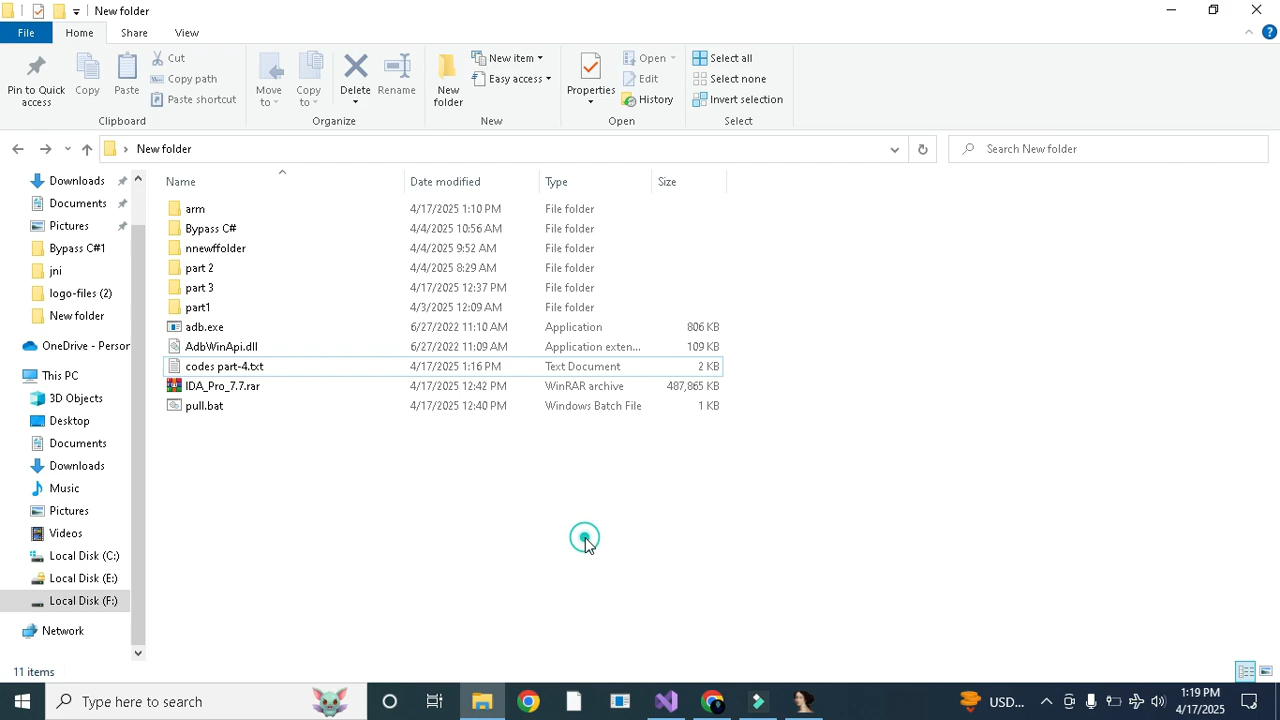 New folder
File
Home
Share
View
Pin to Quick access
Copy
Paste
Cut
Copy path
Paste shortcut
Clipboard
Move to
Copy to
Delete
Rename
Organize
New folder
New item
Easy access
New
Properties
Open
Edit
History
Open
Select all
Select none
Invert selection
Select
New folder
Search New folder
Downloads
Documents
Pictures
Bypass C#1
jni
logo-files (2)
New folder
OneDrive - Person
This PC
3D Objects
Desktop
Documents
Downloads
Music
Pictures
Videos
Local Disk (C:)
Local Disk (E:)
Local Disk (F:)
Network
Name Date modified Type Size
arm 4/17/2025 1:10 PM File folder
Bypass C# 4/4/2025 10:56 AM File folder
nnewffolder 4/4/2025 9:52 AM File folder
part 2 4/4/2025 8:29 AM File folder
part 3 4/17/2025 12:37 PM File folder
part1 4/3/2025 12:09 AM File folder
adb.exe 6/27/2022 11:10 AM Application 806 KB
AdbWinApi.dll 6/27/2022 11:09 AM Application exten... 109 KB
codes part-4.txt 4/17/2025 1:16 PM Text Document 2 KB
IDA_Pro_7.7.rar 4/17/2025 12:42 PM WinRAR archive 487,865 KB
pull.bat 4/17/2025 12:40 PM Windows Batch File 1 KB
11 items
Type here to search
USD...
1:19 PM
4/17/2025